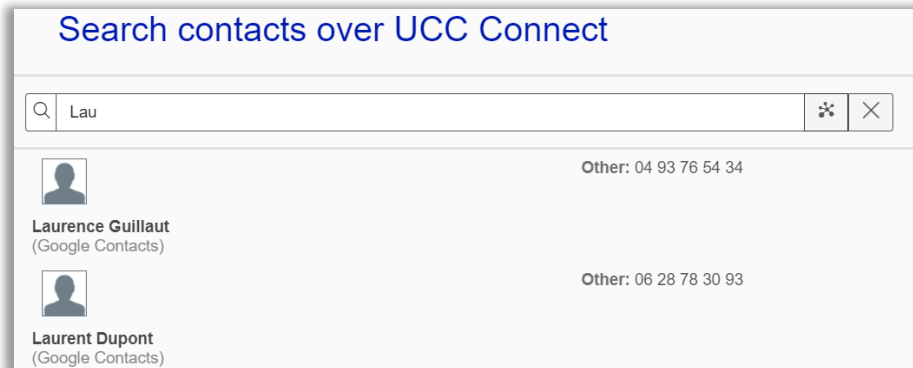 Search contacts over UCC Connect
Lau
Other: 04 93 76 54 34
Laurence Guillaut
(Google Contacts)
Other: 06 28 78 30 93
Laurent Dupont
(Google Contacts)